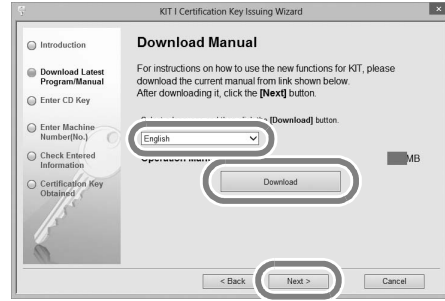 KIT I Certification Key Issuing Wizard
Introduction
Download Latest
Program/Manual
Enter CD Key
Enter Machine
Number(No.)
Check Entered
Information
Certification Key
Obtained
Download Manual
For instructions on how to use the new functions for KIT, please
download the current manual from link shown below.
After downloading it, click the [Next] button.
the [Download] button.
English
Operation Manu
MB
Download
< Back
Next >
Cancel